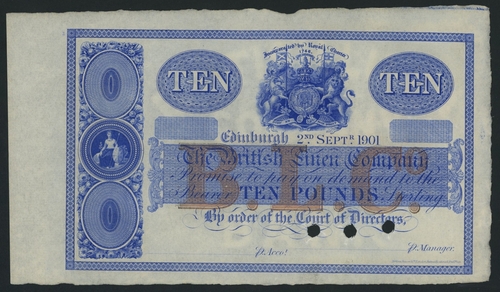 Incorporated by Royal Charter
1746.
TEN
TEN
Edinburgh 2ND SEPTR 1901
The British Linen Company
Promise to pay on demand to the
Bearer TEN POUNDS Sterling
By order of the Court of Directors,
P. Acct.
P. Manager.